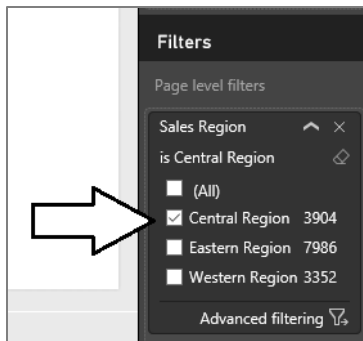 Filters
Page level filters
Sales Region
is Central Region
(All)
Central Region 3904
Eastern Region 7986
Western Region 3352
Advanced filtering